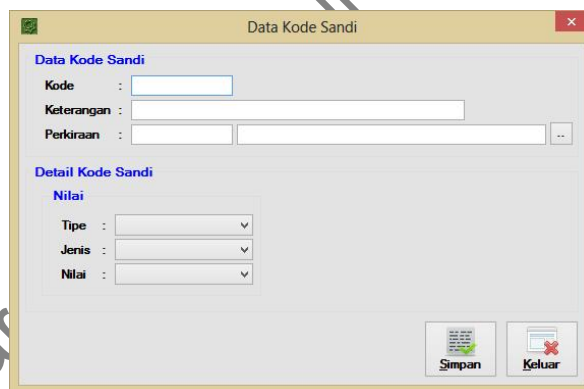 Data Kode Sandi
Data Kode Sandi
Kode :
Keterangan :
Perkiraan : --
Detail Kode Sandi
Nilai
Tipe :
Jenis :
Nilai :
Simpan Keluar